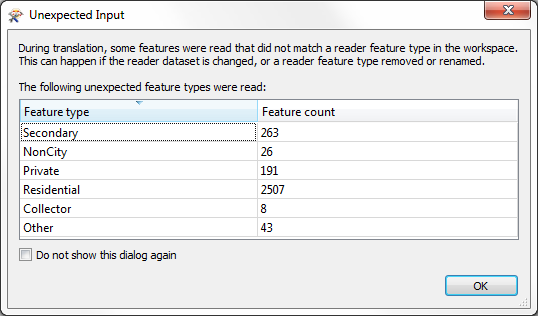 Unexpected Input
During translation, some features were read that did not match a reader feature type in the workspace.
This can happen if the reader dataset is changed, or a reader feature type removed or renamed.
The following unexpected feature types were read:
Feature type Feature count
Secondary 263
NonCity 26
Private 191
Residential 2507
Collector 8
Other 43
Do not show this dialog again
OK